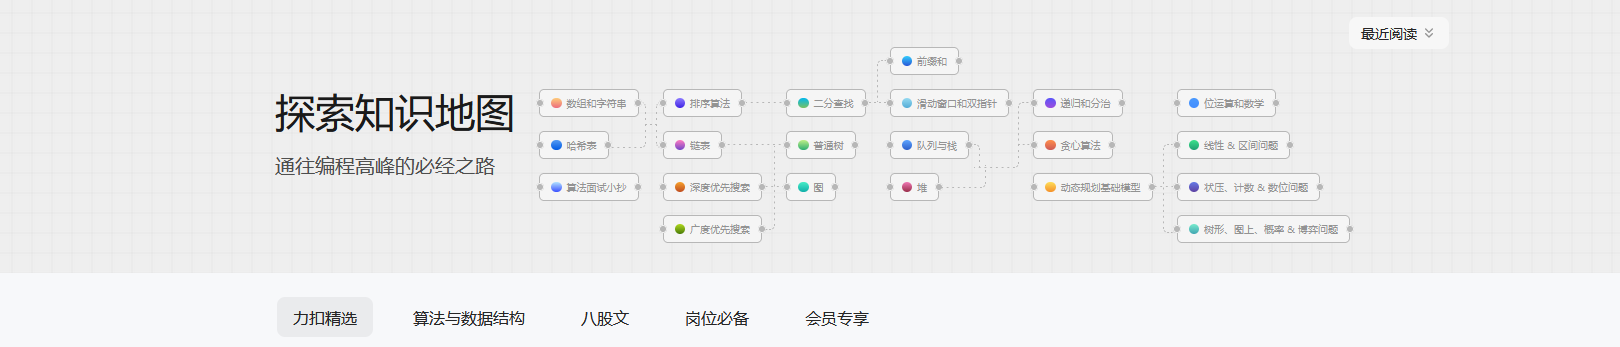 最近阅读
探索知识地图
通往编程高峰的必经之路
数组和字符串
哈希表
算法面试小抄
排序算法
链表
深度优先搜索
广度优先搜索
二分查找
普通树
图
前缀和
滑动窗口和双指针
队列与栈
堆
递归和分治
贪心算法
动态规划基础模型
位运算和数学
线性 & 区间问题
状压、计数 & 数位问题
树形、图上、概率 & 博弈问题
力扣精选 算法与数据结构 八股文 岗位必备 会员专享